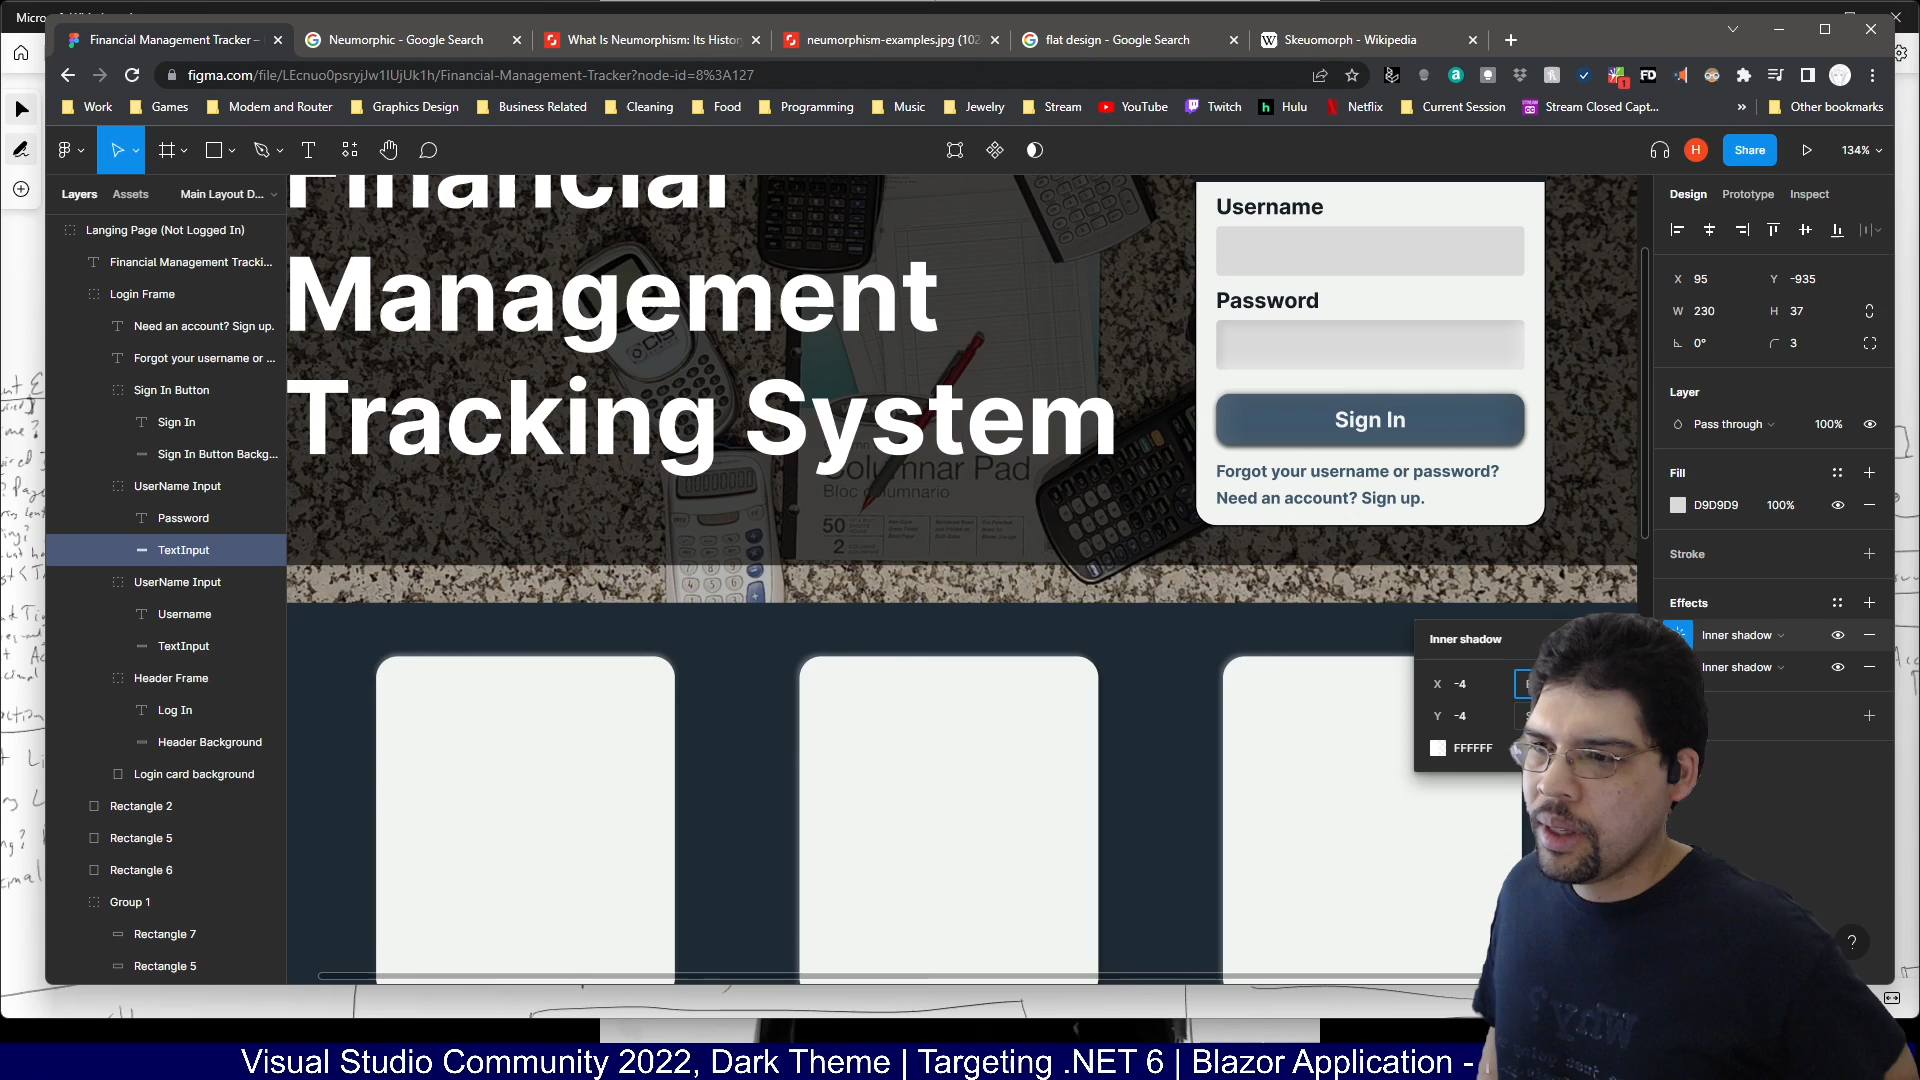 Financial Management Tracker –
Neumorphic - Google Search
What Is Neumorphism: Its Histor
neumorphism-examples.jpg (102
flat design - Google Search
Skeuomorph - Wikipedia
figma.com/file/LEcnuo0psryjJw1IUjUk1h/Financial-Management-Tracker?node-id=8%3A127
Work
Games
Modem and Router
Graphics Design
Business Related
Cleaning
Food
Programming
Music
Jewelry
Stream
YouTube
Twitch
Hulu
Netflix
Current Session
Stream Closed Capt...
Other bookmarks
H
Share
134%
Layers
Assets
Main Layout D...
Langing Page (Not Logged In)
Financial Management Tracki...
Login Frame
Need an account? Sign up.
Forgot your username or ...
Sign In Button
Sign In
Sign In Button Backg...
UserName Input
Password
TextInput
UserName Input
Username
TextInput
Header Frame
Log In
Header Background
Login card background
Rectangle 2
Rectangle 5
Rectangle 6
Group 1
Rectangle 7
Rectangle 5
Financial
Management
Tracking System
Columnar Pad
Bloc columnario
50
2
Username
Password
Sign In
Forgot your username or password?
Need an account? Sign up.
Design
Prototype
Inspect
X 95
Y -935
W 230
H 37
0°
3
Layer
Pass through
100%
Fill
D9D9D9
100%
Stroke
Effects
Inner shadow
Inner shadow
Inner shadow
X -4
Y -4
FFFFFF
?
Visual Studio Community 2022, Dark Theme | Targeting .NET 6 | Blazor Application -